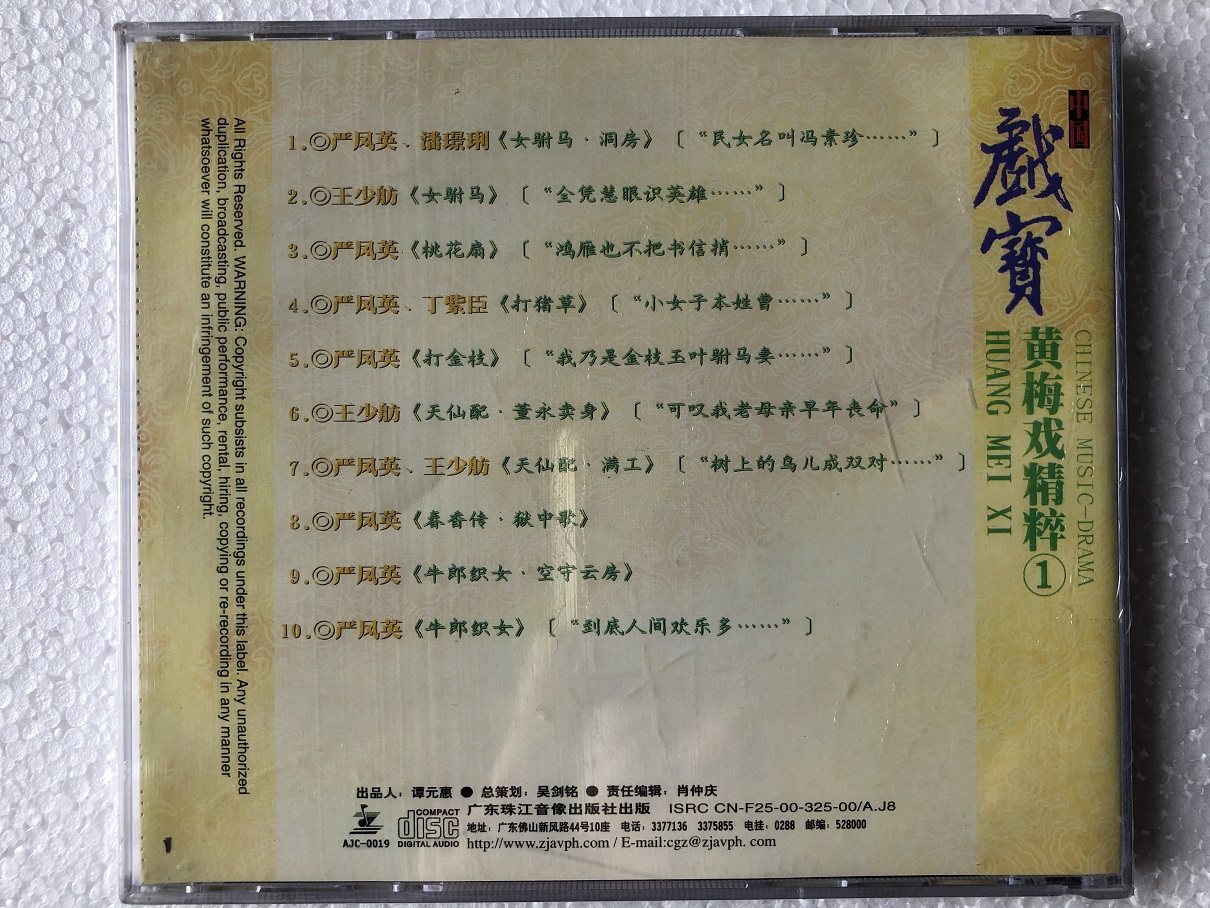 中国
戲寶
CHINESE MUSIC-DRAMA
黄梅戏精粹①
HUANG MEI XI
1.◎严凤英、潘璟琍《女驸马·洞房》〔“民女名叫冯素珍……”〕
2.◎王少舫《女驸马》〔“全凭慧眼识英雄……”〕
3.◎严凤英《桃花扇》〔“鸿雁也不把书信捎……”〕
4.◎严凤英、丁紫臣《打猪草》〔“小女子本姓曹……”〕
5.◎严凤英《打金枝》〔“我乃是金枝玉叶驸马妻……”〕
6.◎王少舫《天仙配·董永卖身》〔“可叹我老母亲早年丧命”〕
7.◎严凤英、王少舫《天仙配·满工》〔“树上的鸟儿成双对……”〕
8.◎严凤英《春香传·狱中歌》
9.◎严凤英《牛郎织女·空守云房》
10.◎严凤英《牛郎织女》〔“到底人间欢乐多……”〕
All Rights Reserved. WARNING: Copyright subsists in all recordings under this label. Any unauthorized
duplication, broadcasting, public performance, rental, hiring, copying or re-recording in any manner
whatsoever will constitute an infringement of such copyright.
出品人：谭元惠 ● 总策划：吴剑铭 ● 责任编辑：肖仲庆
广东珠江音像出版社出版 ISRC CN-F25-00-325-00/A.J8
地址：广东佛山新风路44号10座 电话：3377136 3375855 电挂：0288 邮编：528000
http://www.zjavph.com / E-mail:cgz@zjavph. com
AJC-0019
COMPACT
disc
DIGITAL AUDIO